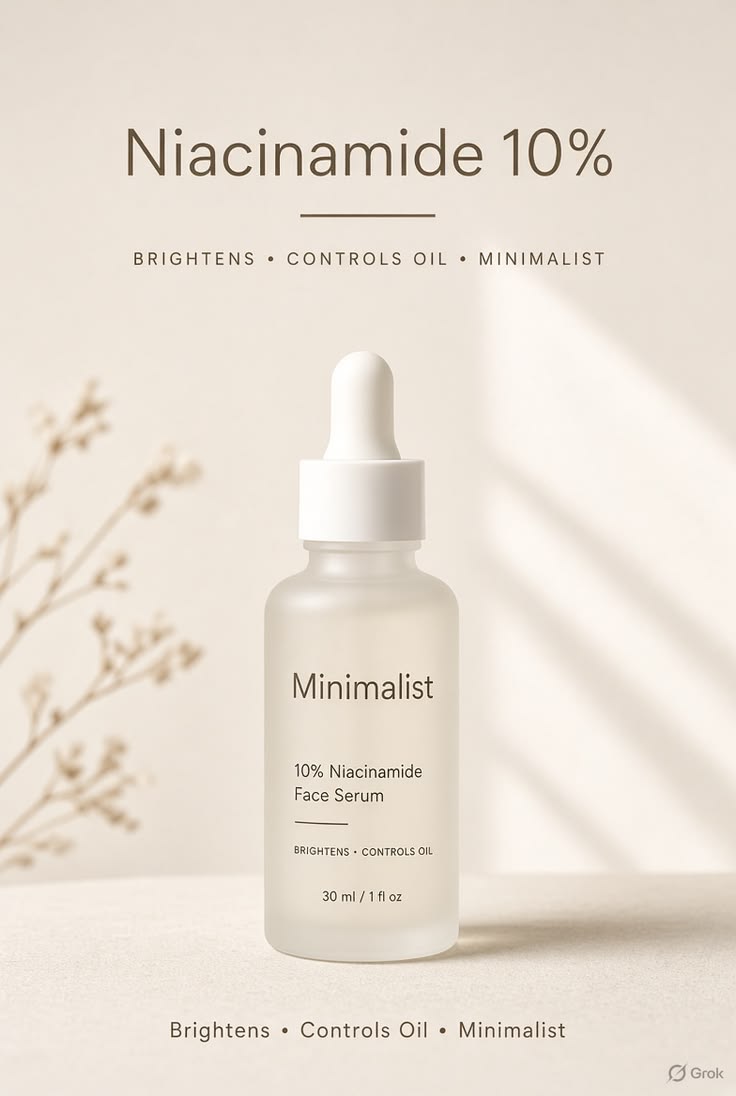 Niacinamide 10%
BRIGHTENS • CONTROLS OIL • MINIMALIST
Minimalist
10% Niacinamide
Face Serum
BRIGHTENS • CONTROLS OIL
30 ml / 1 fl oz
Brightens • Controls Oil • Minimalist
Grok